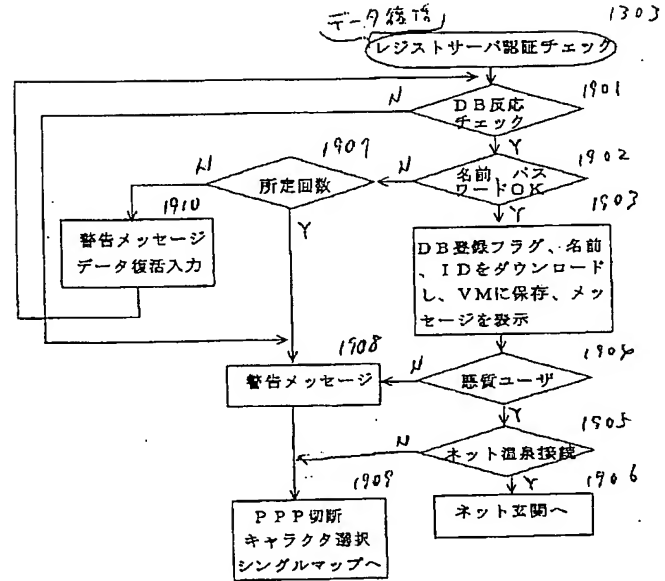 データ復活
1303
レジストサーバ認証チェック
N
1901
DB反応
チェック
Y
1902
名前 パス
ワードOK
N
1907
所定回数
N
Y
Y
1903
1910
警告メッセージ
データ復活入力
DB登録フラグ、名前
、IDをダウンロード
し、VMに保存、メッ
セージを表示
1908
警告メッセージ
N
1904
悪質ユーザ
Y
1905
ネット温泉接続
N
Y
1909
PPP切断
キャラクタ選択
シングルマップへ
1906
ネット玄関へ